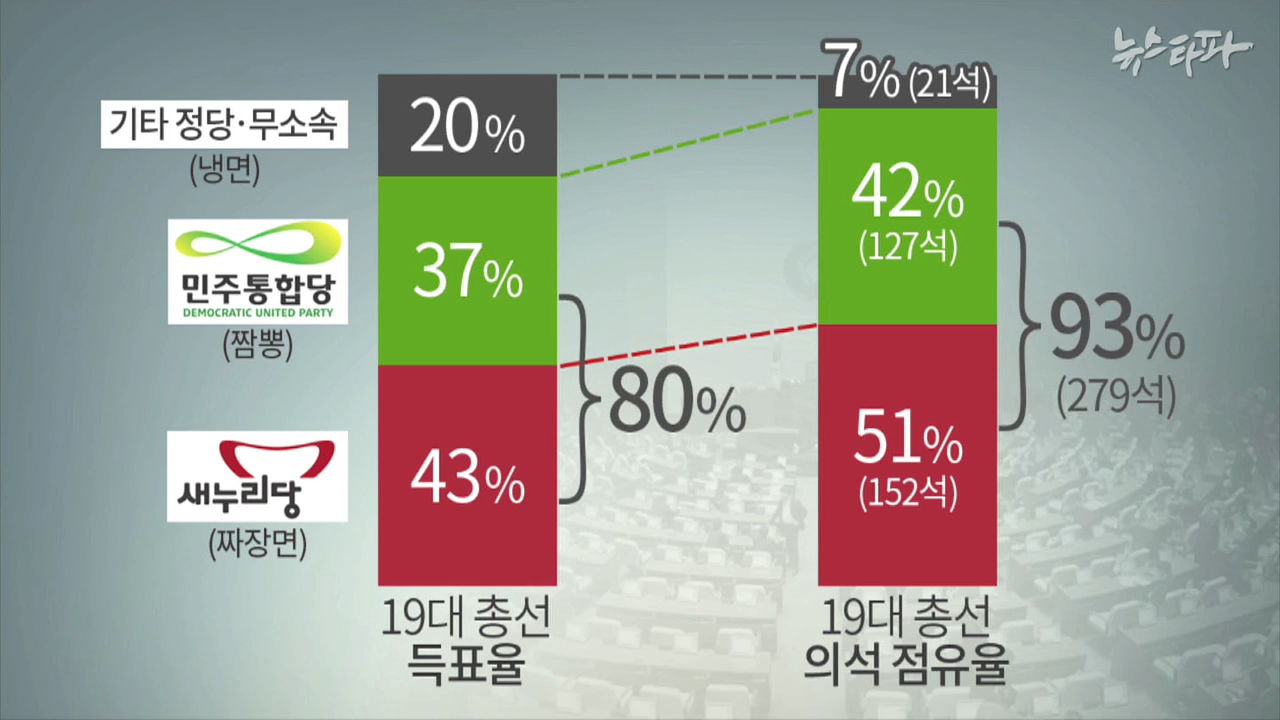 뉴스타파
기타 정당·무소속
(냉면)
민주통합당
DEMOCRATIC UNITED PARTY
(짬뽕)
새누리당
(짜장면)
20%
37%
43%
80%
19대 총선
득표율
7% (21석)
42%
(127석)
51%
(152석)
93%
(279석)
19대 총선
의석 점유율